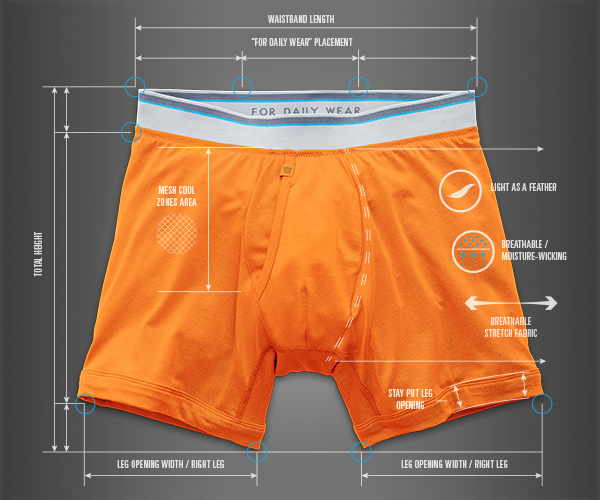 WAISTBAND LENGTH
"FOR DAILY WEAR" PLACEMENT
FOR DAILY WEAR
MESH COOL
ZONES AREA
LIGHT AS A FEATHER
BREATHABLE /
MOISTURE-WICKING
TOTAL HEIGHT
BREATHABLE
STRETCH FABRIC
STAY PUT LEG
OPENING
LEG OPENING WIDTH / RIGHT LEG
LEG OPENING WIDTH / RIGHT LEG